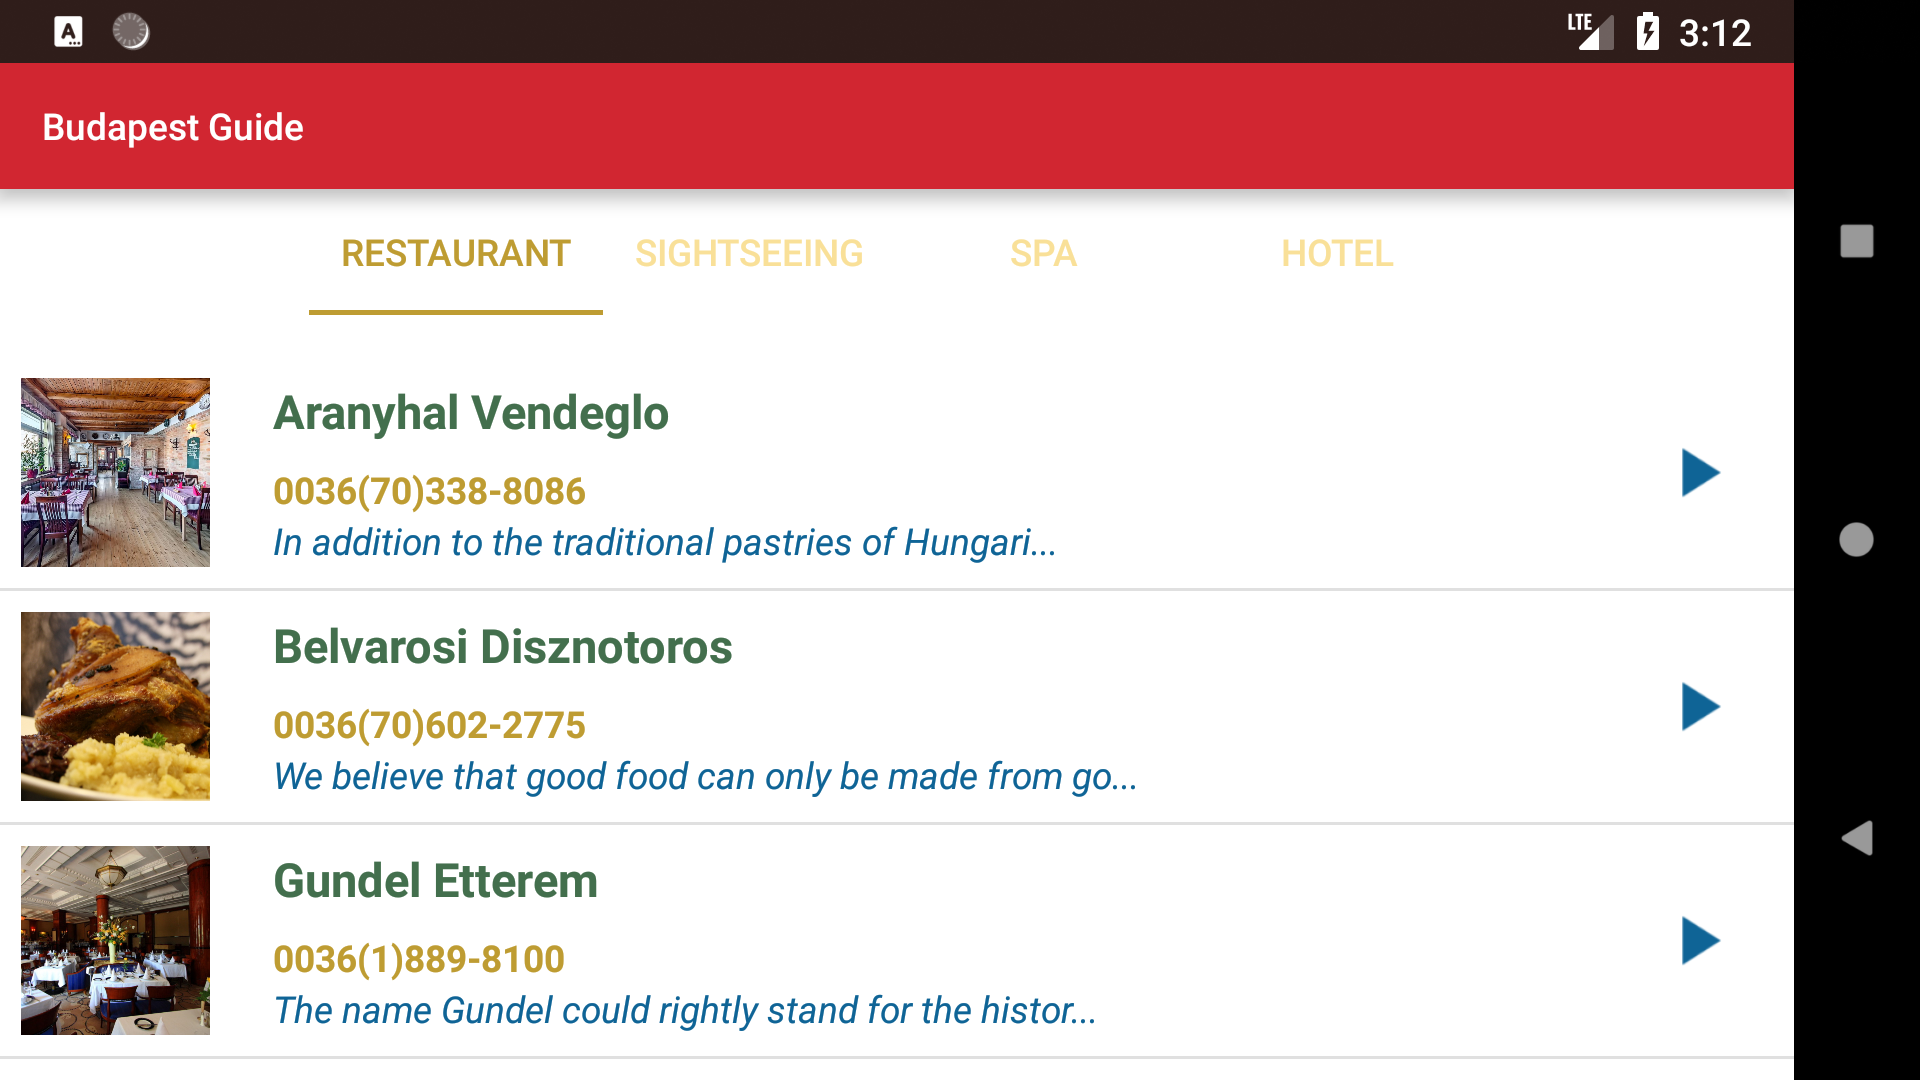 LTE 3:12
Budapest Guide
RESTAURANT SIGHTSEEING SPA HOTEL
Aranyhal Vendeglo
0036(70)338-8086
In addition to the traditional pastries of Hungari...
Belvarosi Disznotoros
0036(70)602-2775
We believe that good food can only be made from go...
Gundel Etterem
0036(1)889-8100
The name Gundel could rightly stand for the histor...